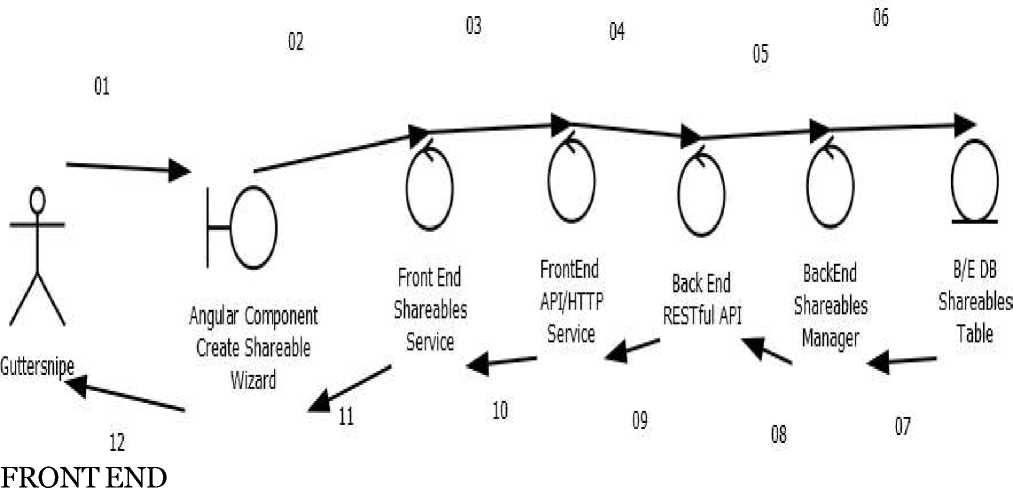 01
02
03
04
05
06
Guttersnipe
Angular Component
Create Shareable
Wizard
Front End
Shareables
Service
FrontEnd
API/HTTP
Service
Back End
RESTful API
BackEnd
Shareables
Manager
B/E DB
Shareables
Table
12
11
10
09
08
07
FRONT END